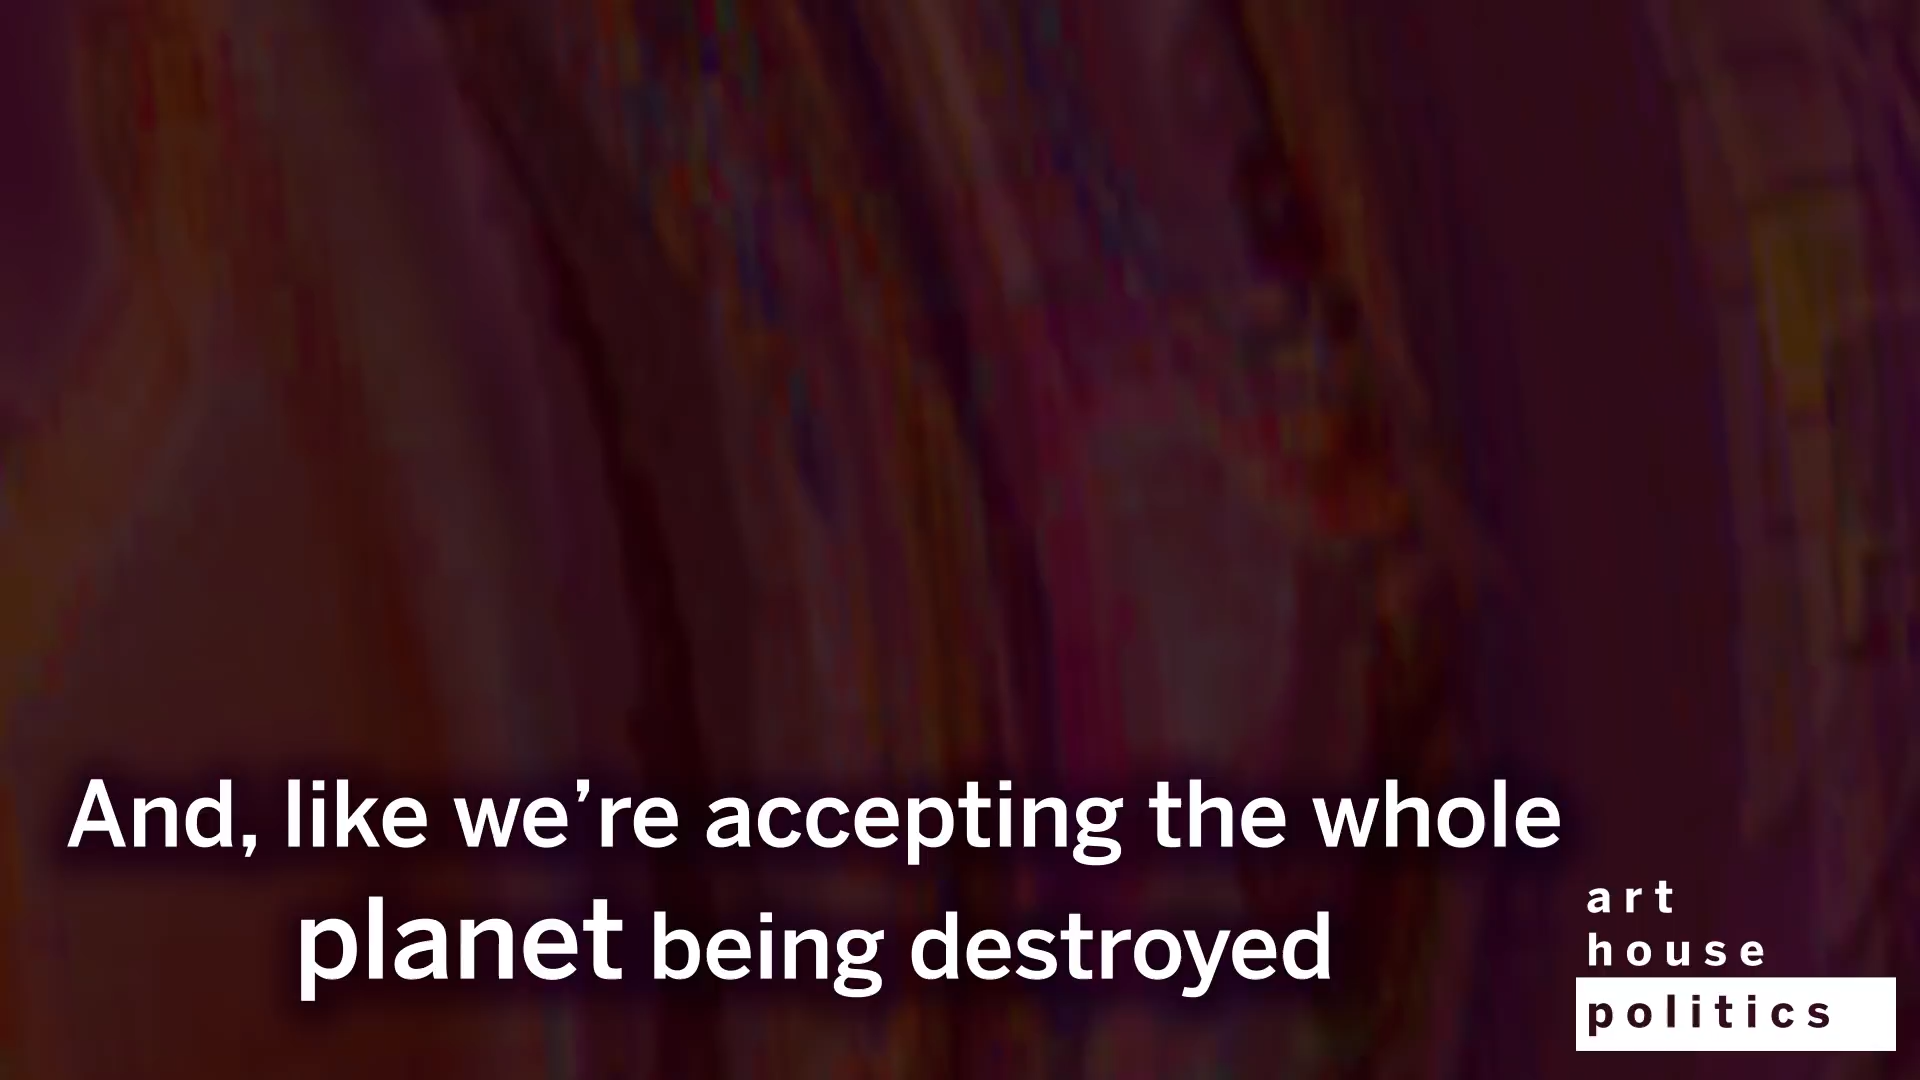 And, like we’re accepting the whole
planet being destroyed
art
house
politics